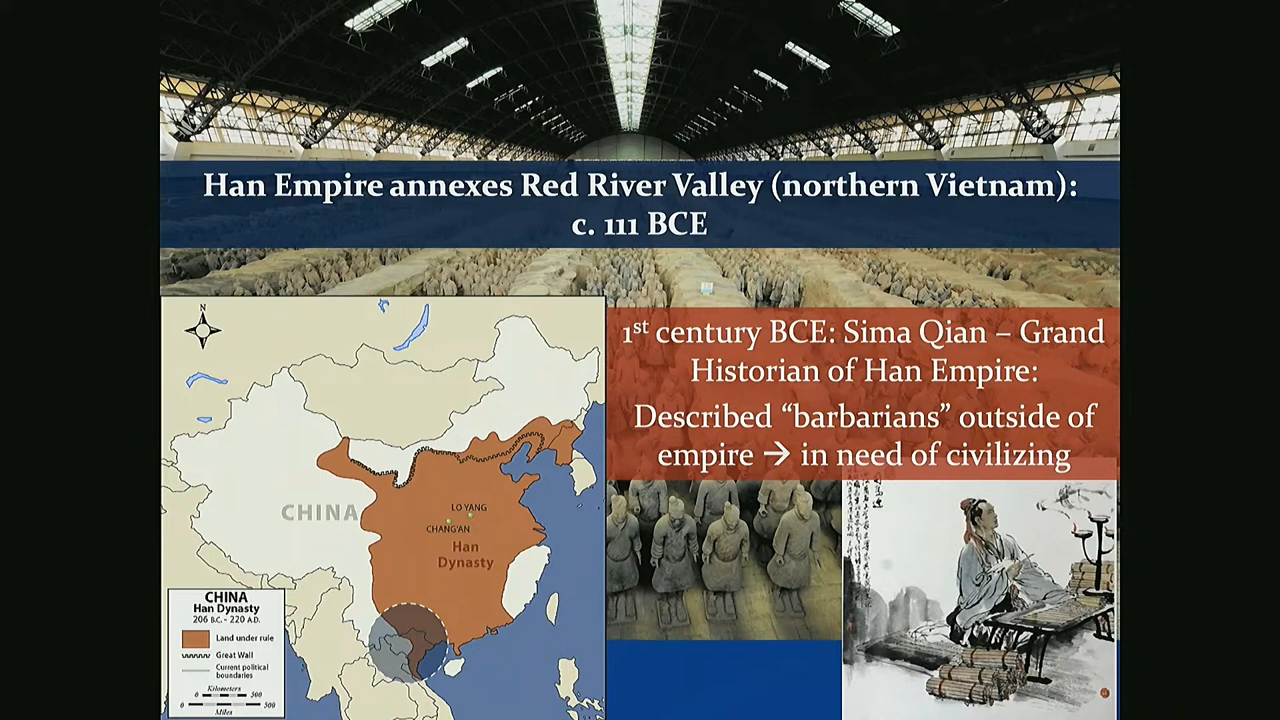 Han Empire annexes Red River Valley (northern Vietnam):
c. 111 BCE
1st century BCE: Sima Qian – Grand
Historian of Han Empire:
Described “barbarians” outside of
empire → in need of civilizing
N
CHINA
LO YANG
CHANG'AN
Han
Dynasty
CHINA
Han Dynasty
206 B.C. - 220 A.D.
Land under rule
Great Wall
Current political
boundaries
Kilometers
0 500
0 500
Miles